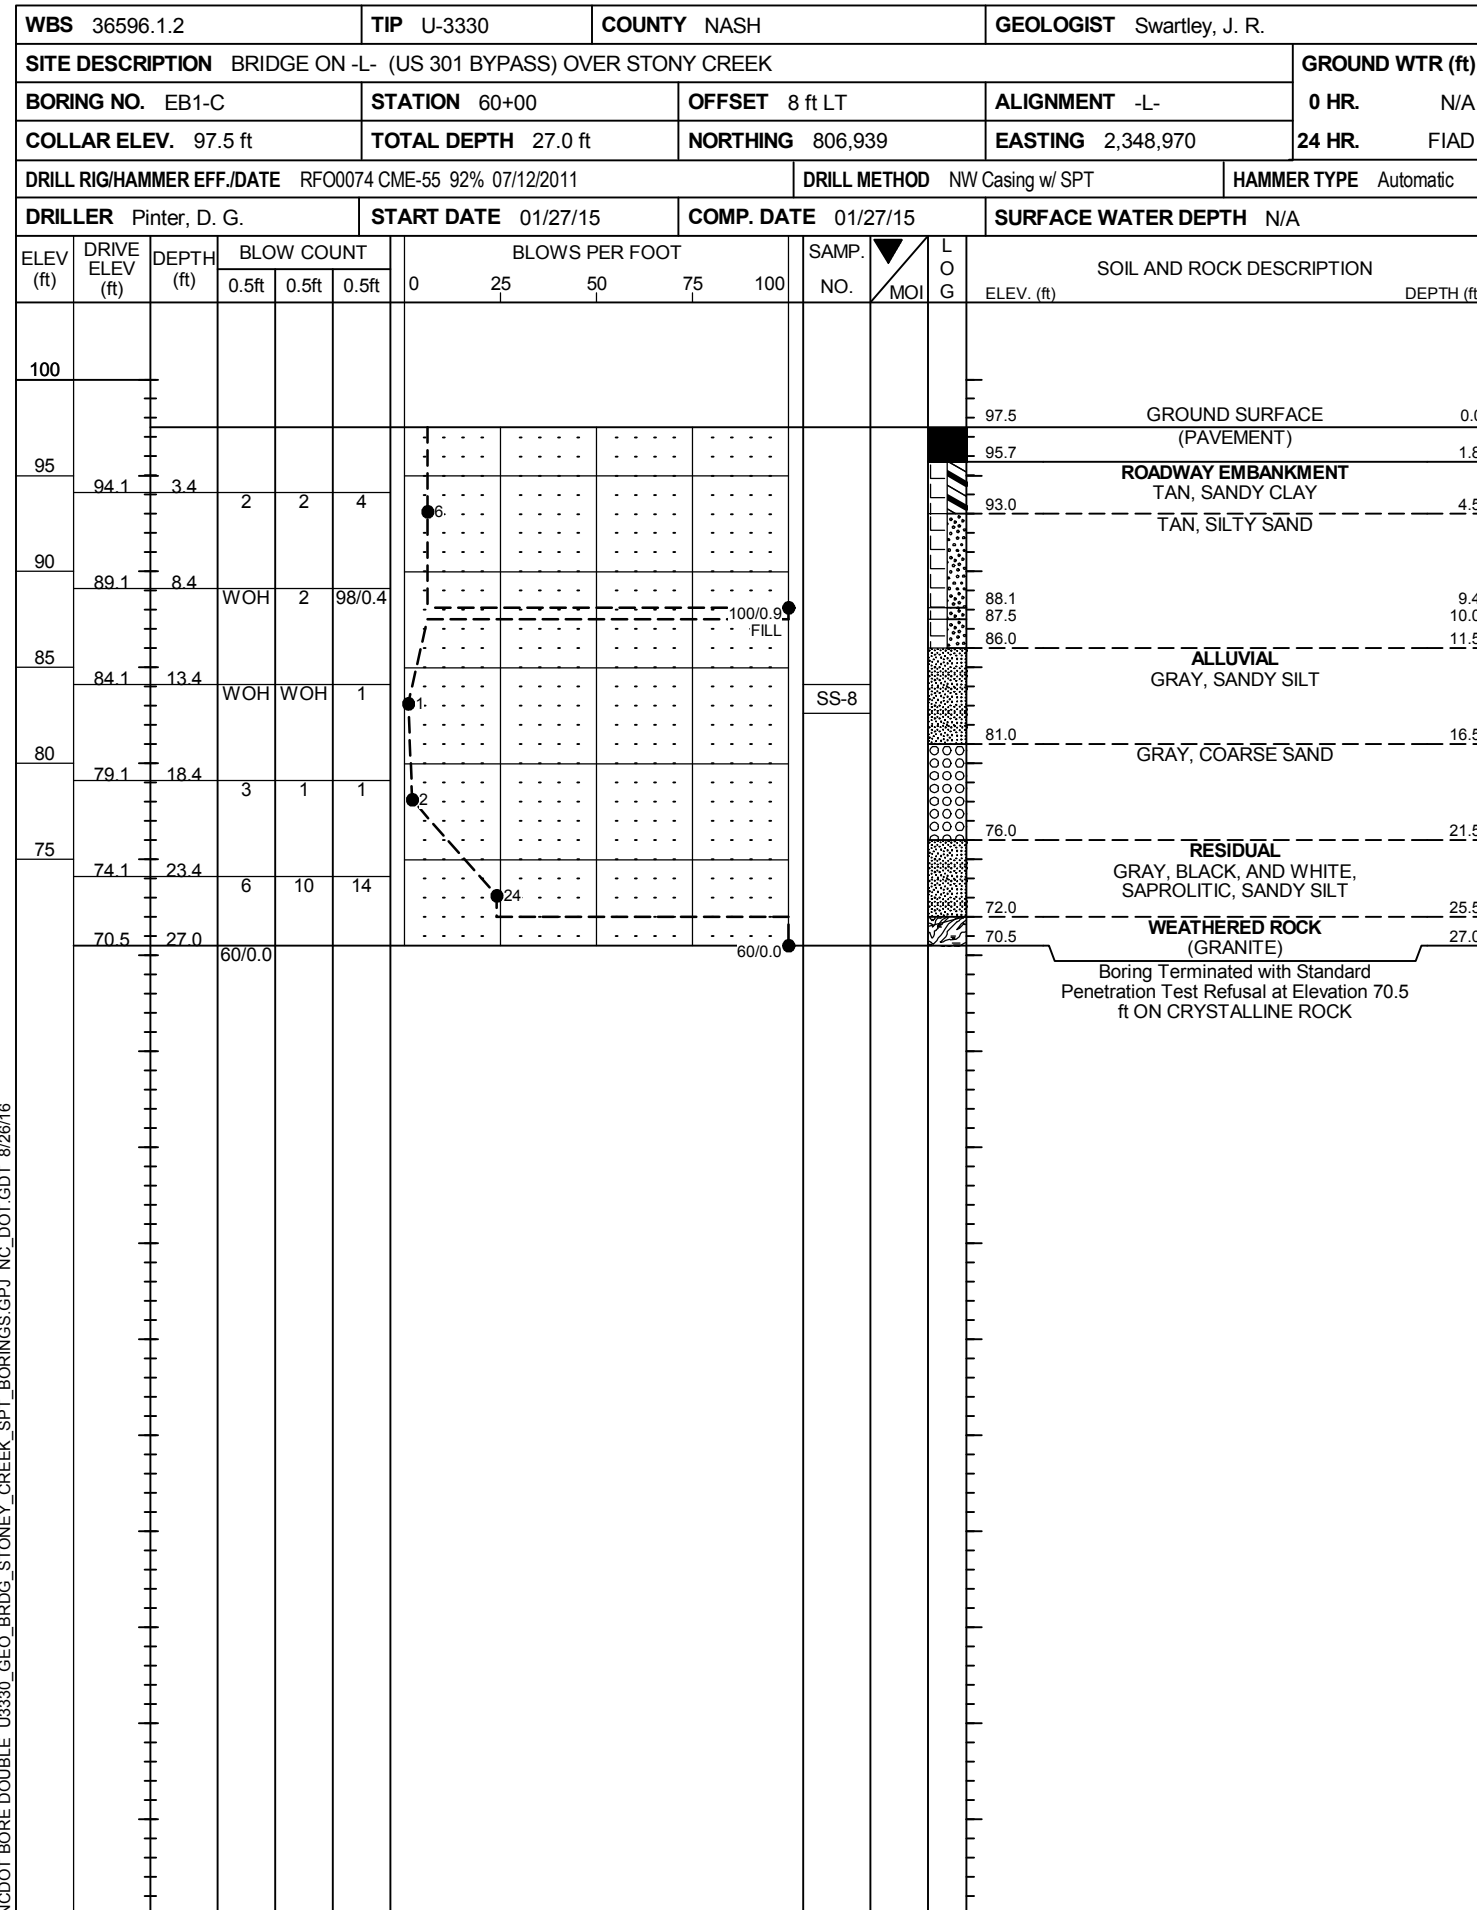 WBS 36596.1.2 TIP U-3330 COUNTY NASH GEOLOGIST Swartley, J. R.
SITE DESCRIPTION BRIDGE ON -L- (US 301 BYPASS) OVER STONY CREEK GROUND WTR (ft)
BORING NO. EB1-C STATION 60+00 OFFSET 8 ft LT ALIGNMENT -L- 0 HR. N/A
COLLAR ELEV. 97.5 ft TOTAL DEPTH 27.0 ft NORTHING 806,939 EASTING 2,348,970 24 HR. FIAD
DRILL RIG/HAMMER EFF./DATE RFO0074 CME-55 92% 07/12/2011 DRILL METHOD NW Casing w/ SPT HAMMER TYPE Automatic
DRILLER Pinter, D. G. START DATE 01/27/15 COMP. DATE 01/27/15 SURFACE WATER DEPTH N/A
ELEV (ft) DRIVE ELEV (ft) DEPTH (ft) BLOW COUNT BLOWS PER FOOT SAMP. NO. MOI LOG SOIL AND ROCK DESCRIPTION
0.5ft 0.5ft 0.5ft 0 25 50 75 100 ELEV. (ft) DEPTH (ft
100
97.5 GROUND SURFACE 0.0
(PAVEMENT)
95.7 1.8
95
ROADWAY EMBANKMENT
94.1 3.4 TAN, SANDY CLAY
2 2 4
93.0 4.5
6
TAN, SILTY SAND
90
89.1 8.4
WOH 2 98/0.4
88.1 9.4
100/0.9
87.5 10.0
FILL
86.0 11.5
85
ALLUVIAL
84.1 13.4 GRAY, SANDY SILT
WOH WOH 1 SS-8
1
81.0 16.5
80
GRAY, COARSE SAND
79.1 18.4
3 1 1
2
76.0 21.5
75
RESIDUAL
74.1 23.4 GRAY, BLACK, AND WHITE,
6 10 14 SAPROLITIC, SANDY SILT
24
72.0 25.5
WEATHERED ROCK
70.5 27.0 70.5 27.0
(GRANITE)
60/0.0 60/0.0
Boring Terminated with Standard
Penetration Test Refusal at Elevation 70.5
ft ON CRYSTALLINE ROCK
NCDOT BORE DOUBLE U3330_GEO_BRDG_STONEY_CREEK_SPT_BORINGS.GPJ NC_DOT.GDT 8/26/16